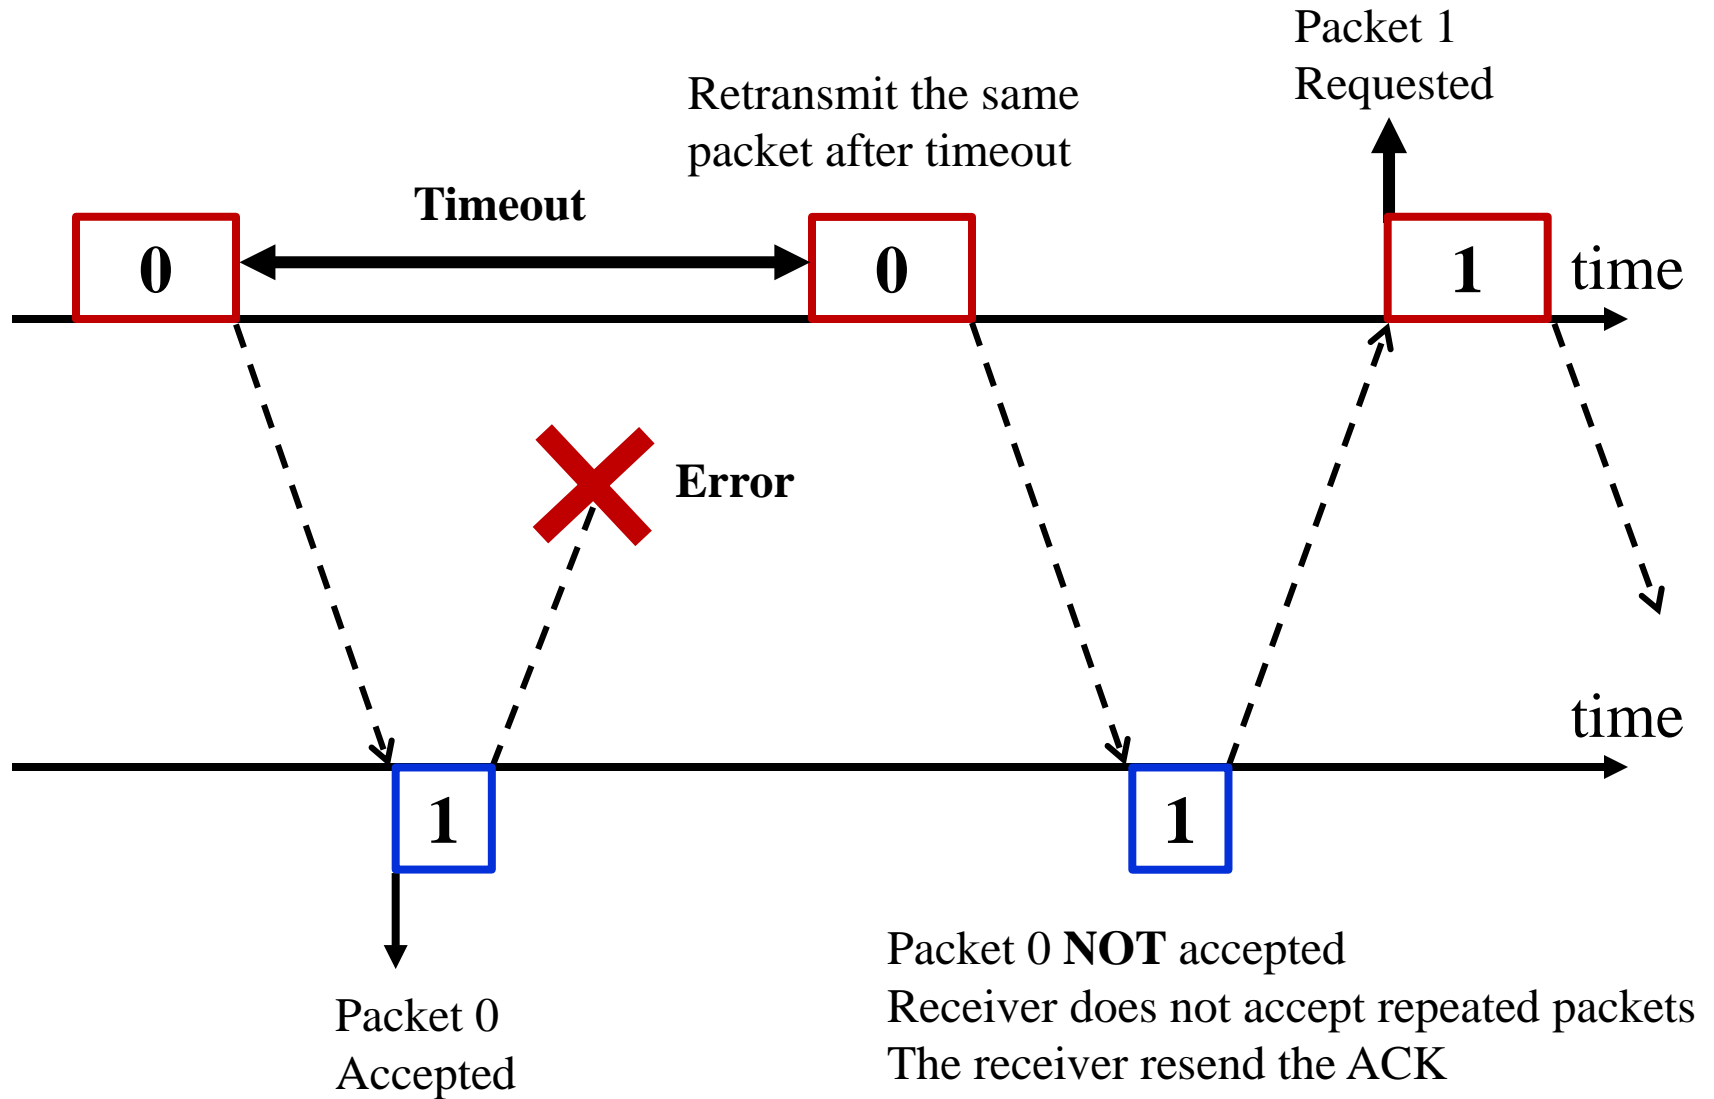 Packet 1
Requested
Retransmit the same
packet after timeout
Timeout
0
0
1
time
Error
time
1
1
Packet 0
Accepted
Packet 0 NOT accepted
Receiver does not accept repeated packets
The receiver resend the ACK